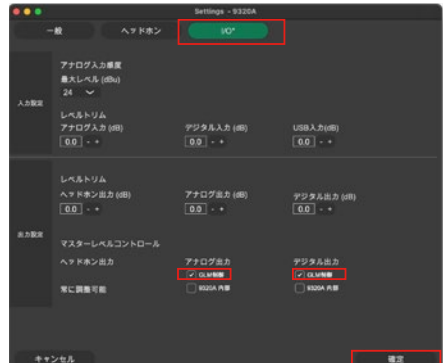 Settings - 9320A
一般 ヘッドホン I/O*
アナログ入力感度
最大レベル (dBu)
24
入力設定
レベルトリム
アナログ入力 (dB) デジタル入力 (dB) USB入力(dB)
0.0 - + 0.0 - + 0.0 - +
レベルトリム
ヘッドホン出力 (dB) アナログ出力 (dB) デジタル出力 (dB)
0.0 - + 0.0 - + 0.0 - +
出力設定
マスターレベルコントロール
ヘッドホン出力 アナログ出力 デジタル出力
GLM制御 GLM制御
常に調整可能 9320A 内部 9320A 内部
キャンセル 確定